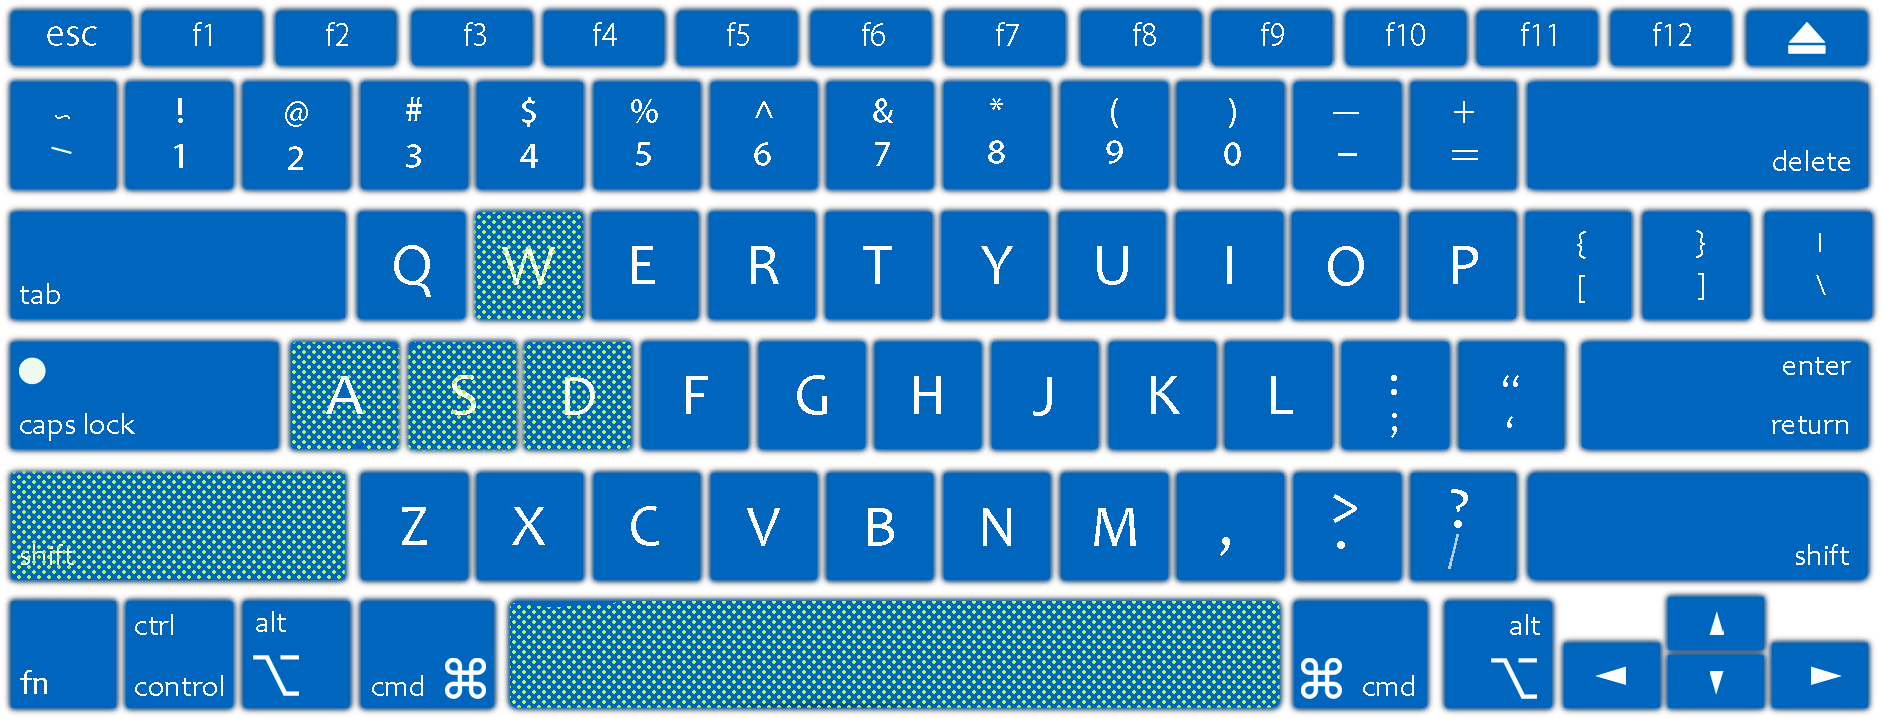 esc f1 f2 f3 f4 f5 f6 f7 f8 f9 f10 f11 f12
~ ! @ # $ % ^ & * ( ) — +
\ 1 2 3 4 5 6 7 8 9 0 – = delete
tab Q W E R T Y U I O P { [ } ] | \
caps lock A S D F G H J K L : ; “ ‘ enter return
shift Z X C V B N M , > . ? / shift
fn ctrl control alt cmd ⌘ ⌘ cmd alt